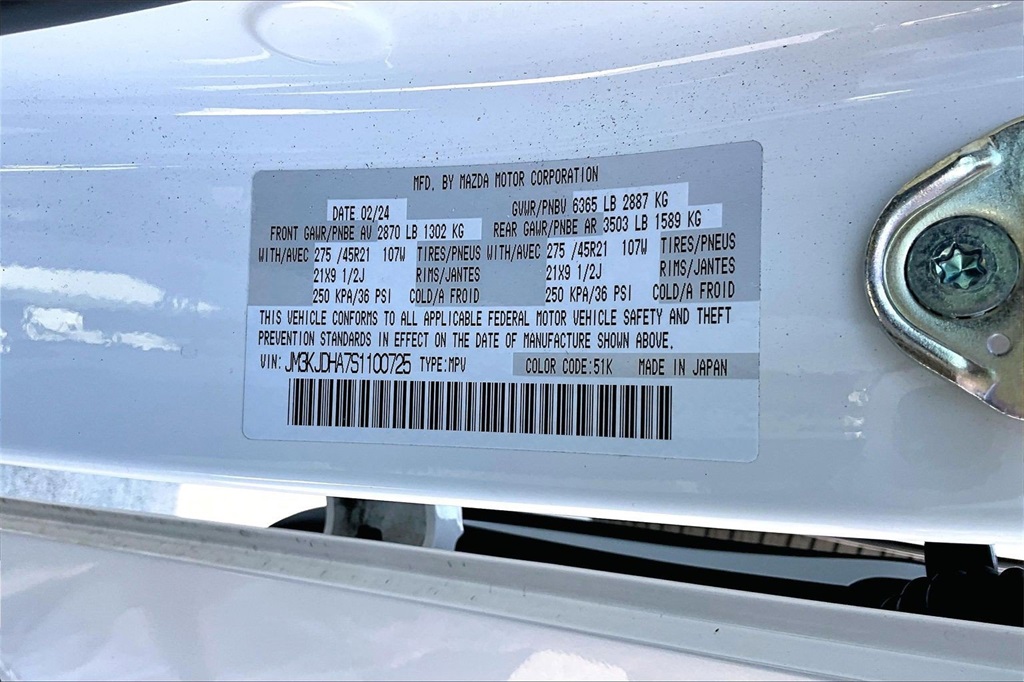 MFD. BY MAZDA MOTOR CORPORATION
DATE 02/24 GVWR/PNBV 6365 LB 2887 KG
FRONT GAWR/PNBE AV 2870 LB 1302 KG REAR GAWR/PNBE AR 3503 LB 1589 KG
WITH/AVEC 275 /45R21 107W TIRES/PNEUS WITH/AVEC 275 /45R21 107W TIRES/PNEUS
21X9 1/2J RIMS/JANTES 21X9 1/2J RIMS/JANTES
250 KPA/36 PSI COLD/A FROID 250 KPA/36 PSI COLD/A FROID
THIS VEHICLE CONFORMS TO ALL APPLICABLE FEDERAL MOTOR VEHICLE SAFETY AND THEFT
PREVENTION STANDARDS IN EFFECT ON THE DATE OF MANUFACTURE SHOWN ABOVE.
VIN: JM3KJDHA7S1100725 TYPE:MPV COLOR CODE:51K MADE IN JAPAN